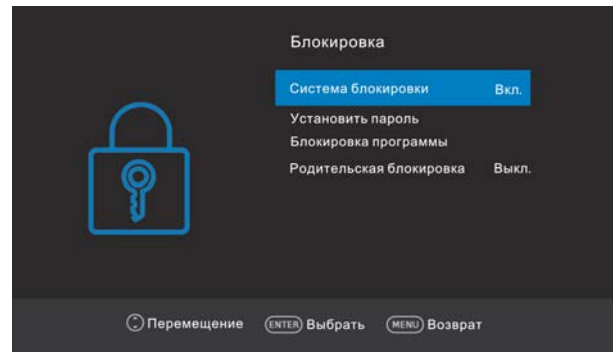 Блокировка
Система блокировки Вкл.
Установить пароль
Блокировка программы
Родительская блокировка Выкл.
Перемещение ENTER Выбрать MENU Возврат